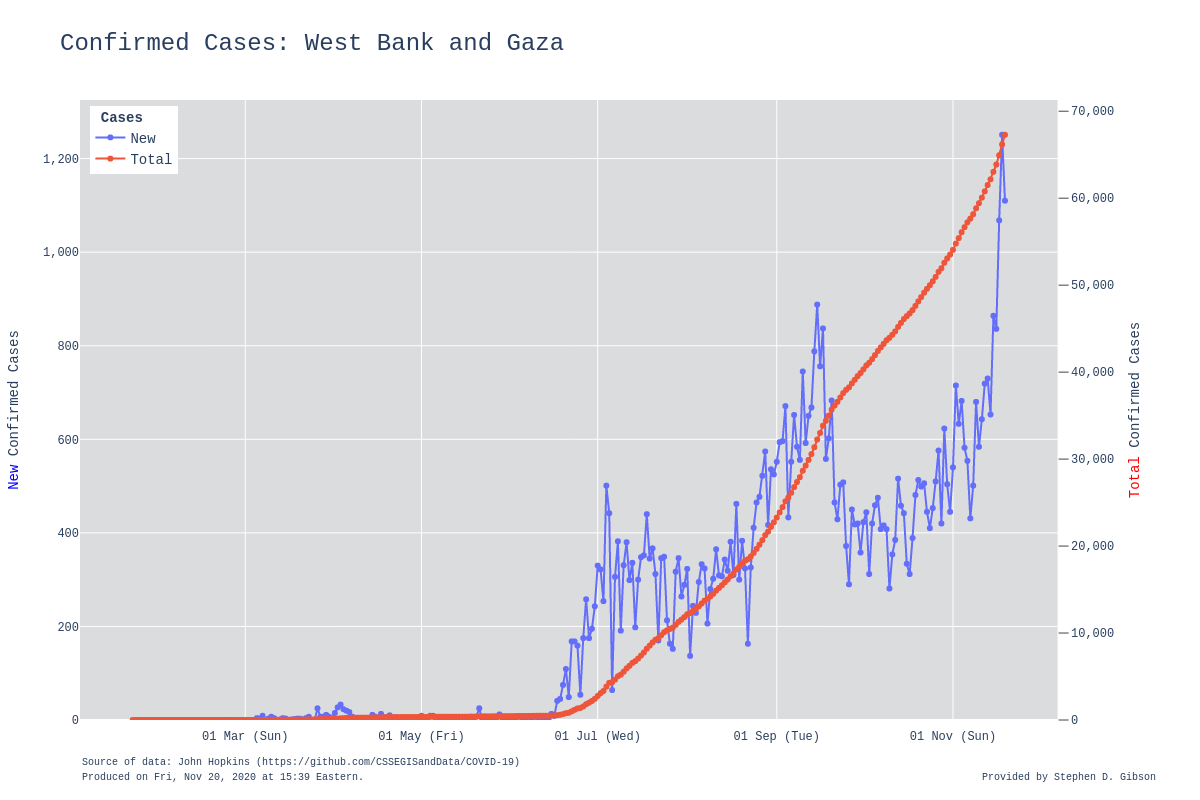 Confirmed Cases: West Bank and Gaza
Cases
New
Total
1,200
1,000
800
600
400
200
0
70,000
60,000
50,000
40,000
30,000
20,000
10,000
0
New Confirmed Cases
Total Confirmed Cases
01 Mar (Sun)
01 May (Fri)
01 Jul (Wed)
01 Sep (Tue)
01 Nov (Sun)
Source of data: John Hopkins (https://github.com/CSSEGISandData/COVID-19)
Produced on Fri, Nov 20, 2020 at 15:39 Eastern.
Provided by Stephen D. Gibson